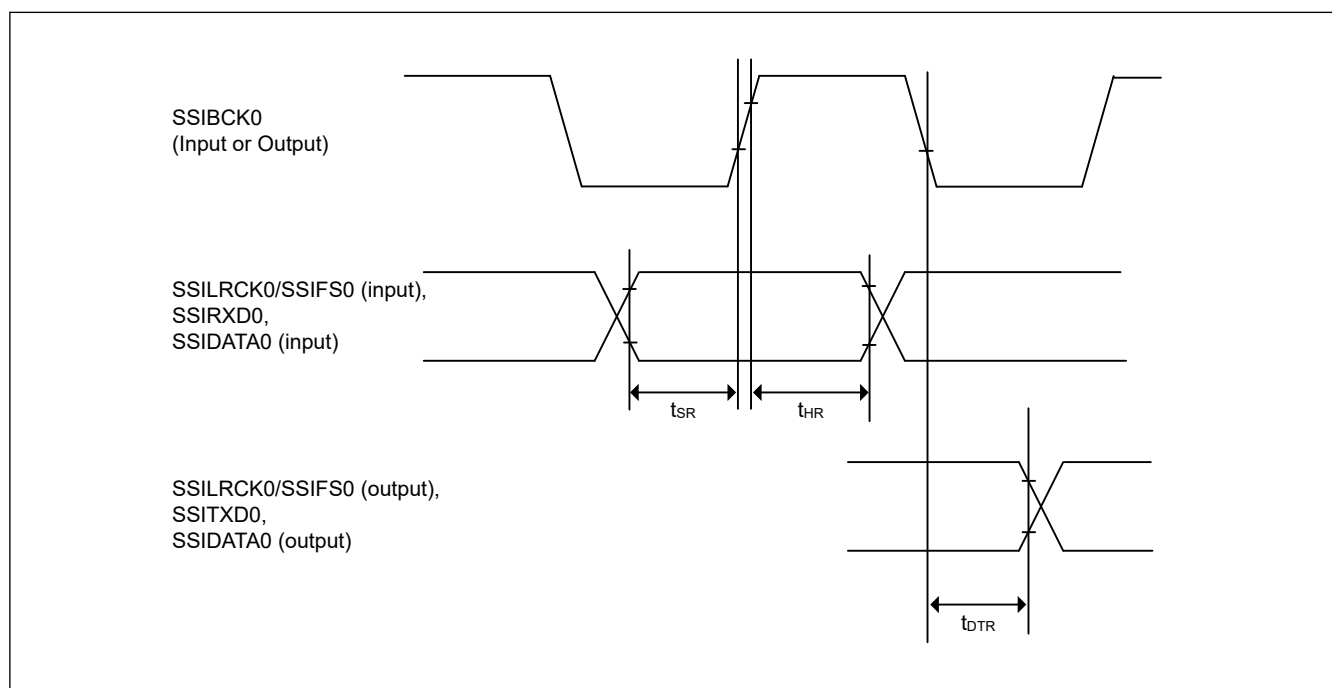 SSIBCK0
(Input or Output)
SSILRCK0/SSIFS0 (input),
SSIRXD0,
SSIDATA0 (input)
tSR
tHR
SSILRCK0/SSIFS0 (output),
SSITXD0,
SSIDATA0 (output)
tDTR